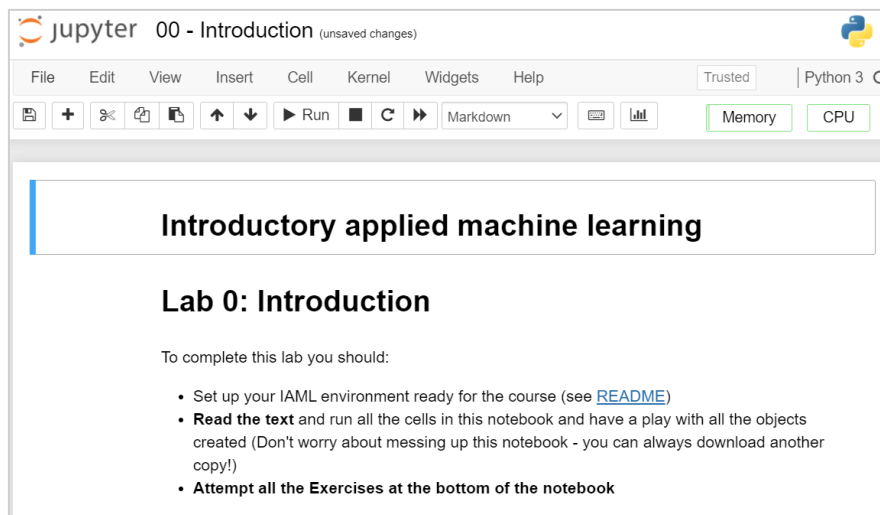 jupyter 00 - Introduction (unsaved changes)
File Edit View Insert Cell Kernel Widgets Help Trusted Python 3
Run Markdown Memory CPU
Introductory applied machine learning
Lab 0: Introduction
To complete this lab you should:
• Set up your IAML environment ready for the course (see README)
• Read the text and run all the cells in this notebook and have a play with all the objects
created (Don't worry about messing up this notebook - you can always download another
copy!)
• Attempt all the Exercises at the bottom of the notebook